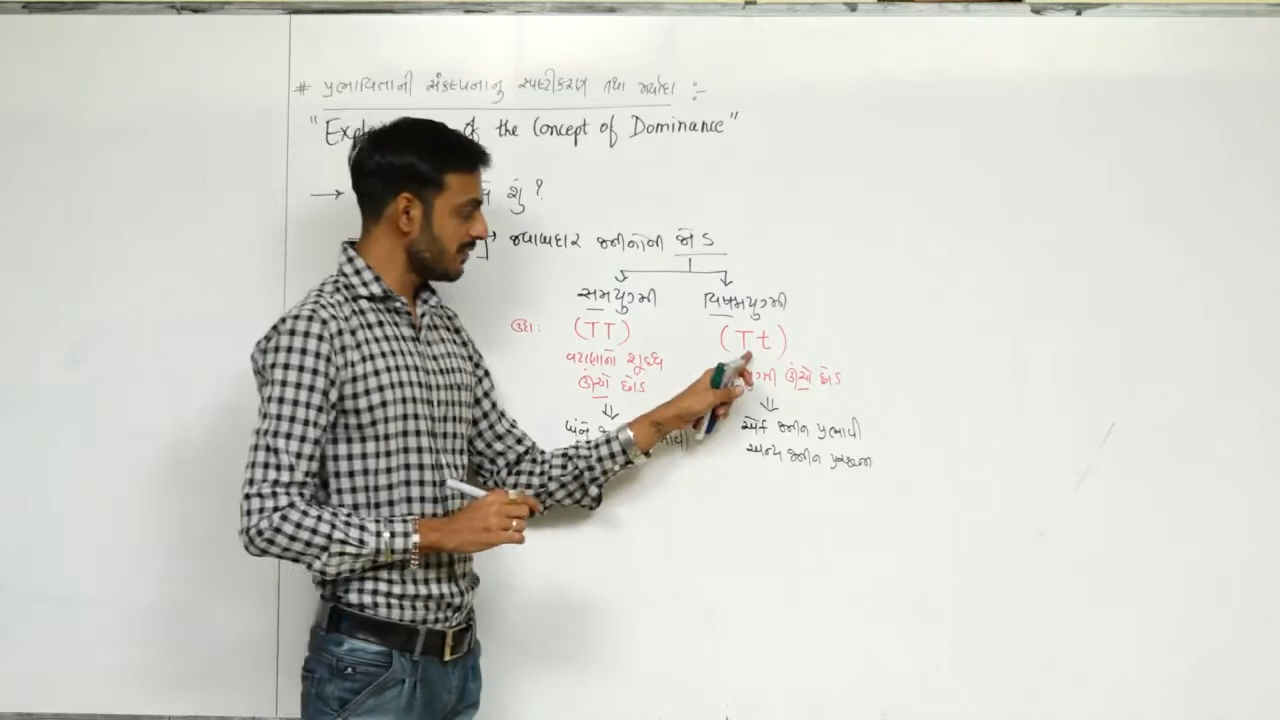 # પ્રભાવિતાની સંકલ્પનાનું સ્પષ્ટીકરણ તથા મર્યાદા :-
"Expla of the Concept of Dominance"
→ શું ?
જવાબદાર જનીનોની જોડ
સમયુગ્મી વિષમયુગ્મી
ઉદા: (TT) (Tt)
વટાણાનો શુદ્ધ
ઊંચો છોડ ઊંચો છોડ
એક જનીન પ્રભાવી
અન્ય જનીન પ્રચ્છન્ન